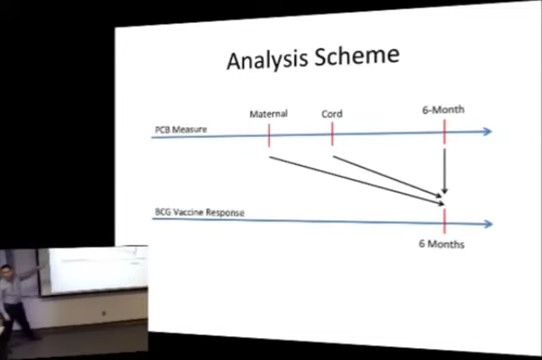 Analysis Scheme
Maternal
Cord
6-Month
PCB Measure
BCG Vaccine Response
6 Months